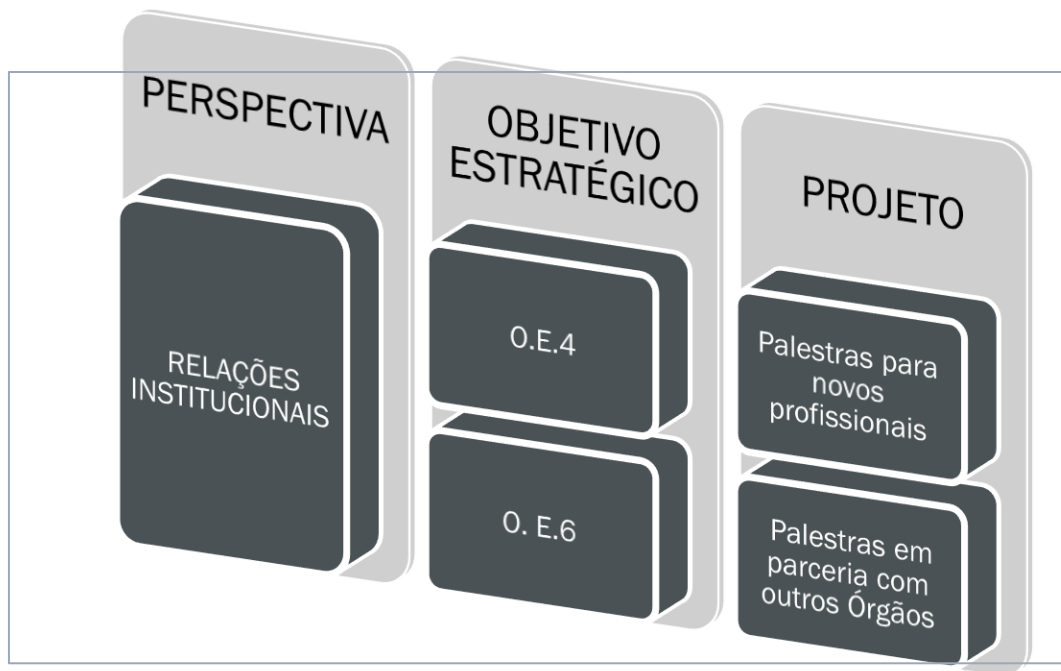 PERSPECTIVA
RELAÇÕES
INSTITUCIONAIS
OBJETIVO
ESTRATÉGICO
O.E.4
O. E.6
PROJETO
Palestras para
novos
profissionais
Palestras em
parceria com
outros Órgãos